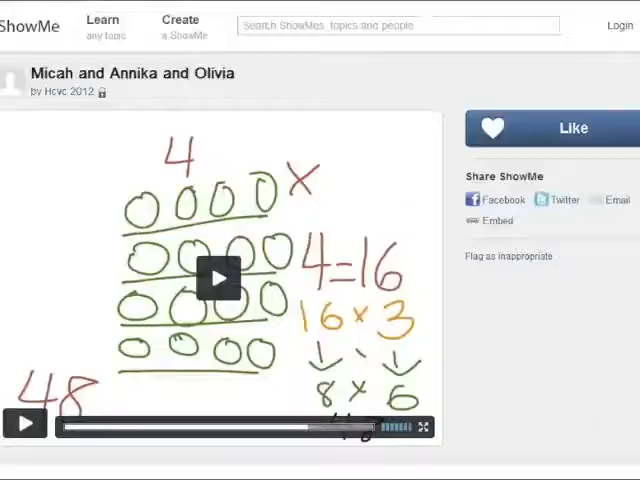 ShowMe
Learn
any topic
Create
a ShowMe
Search ShowMes, topics and people
Login
Micah and Annika and Olivia
by Hcvc 2012
Like
Share ShowMe
Facebook Twitter Email
Embed
Flag as inappropriate
4 ×
4=16
16 × 3
8 × 6
48
48